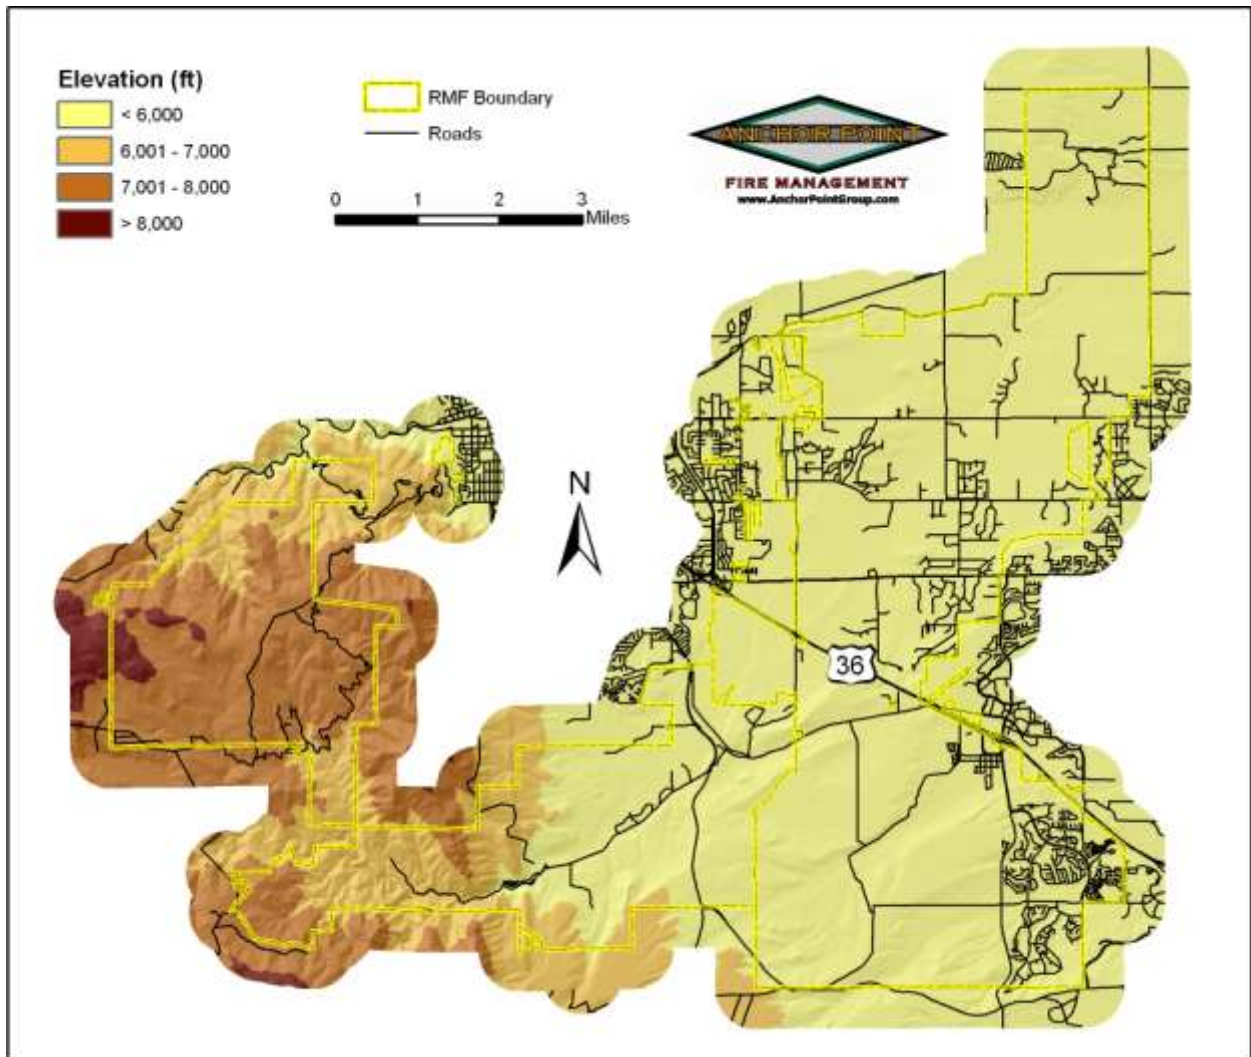 Elevation (ft)
< 6,000
6,001 - 7,000
7,001 - 8,000
> 8,000
RMF Boundary
Roads
0 1 2 3
Miles
ANCHOR POINT
FIRE MANAGEMENT
www.AnchorPointGroup.com
N
36